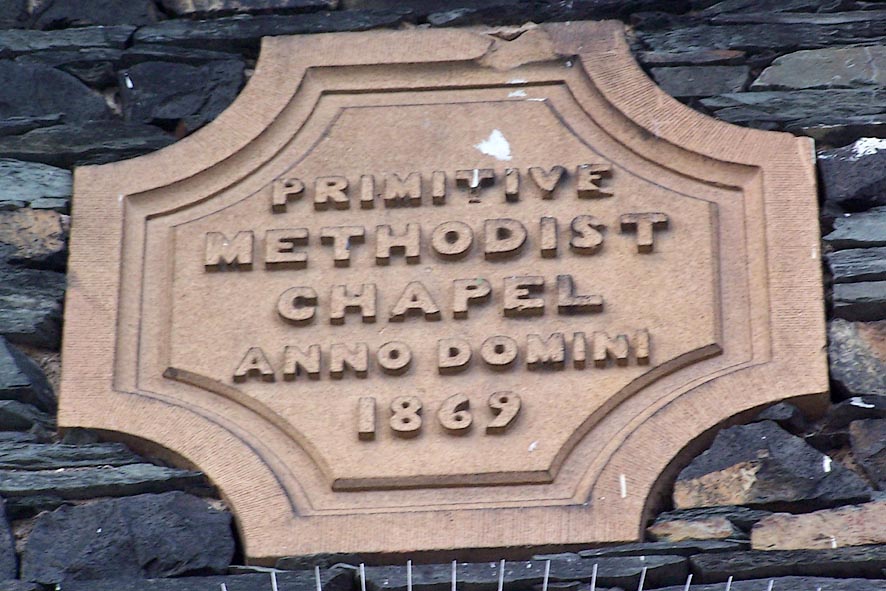 PRIMITIVE
METHODIST
CHAPEL
ANNO DOMINI
1869